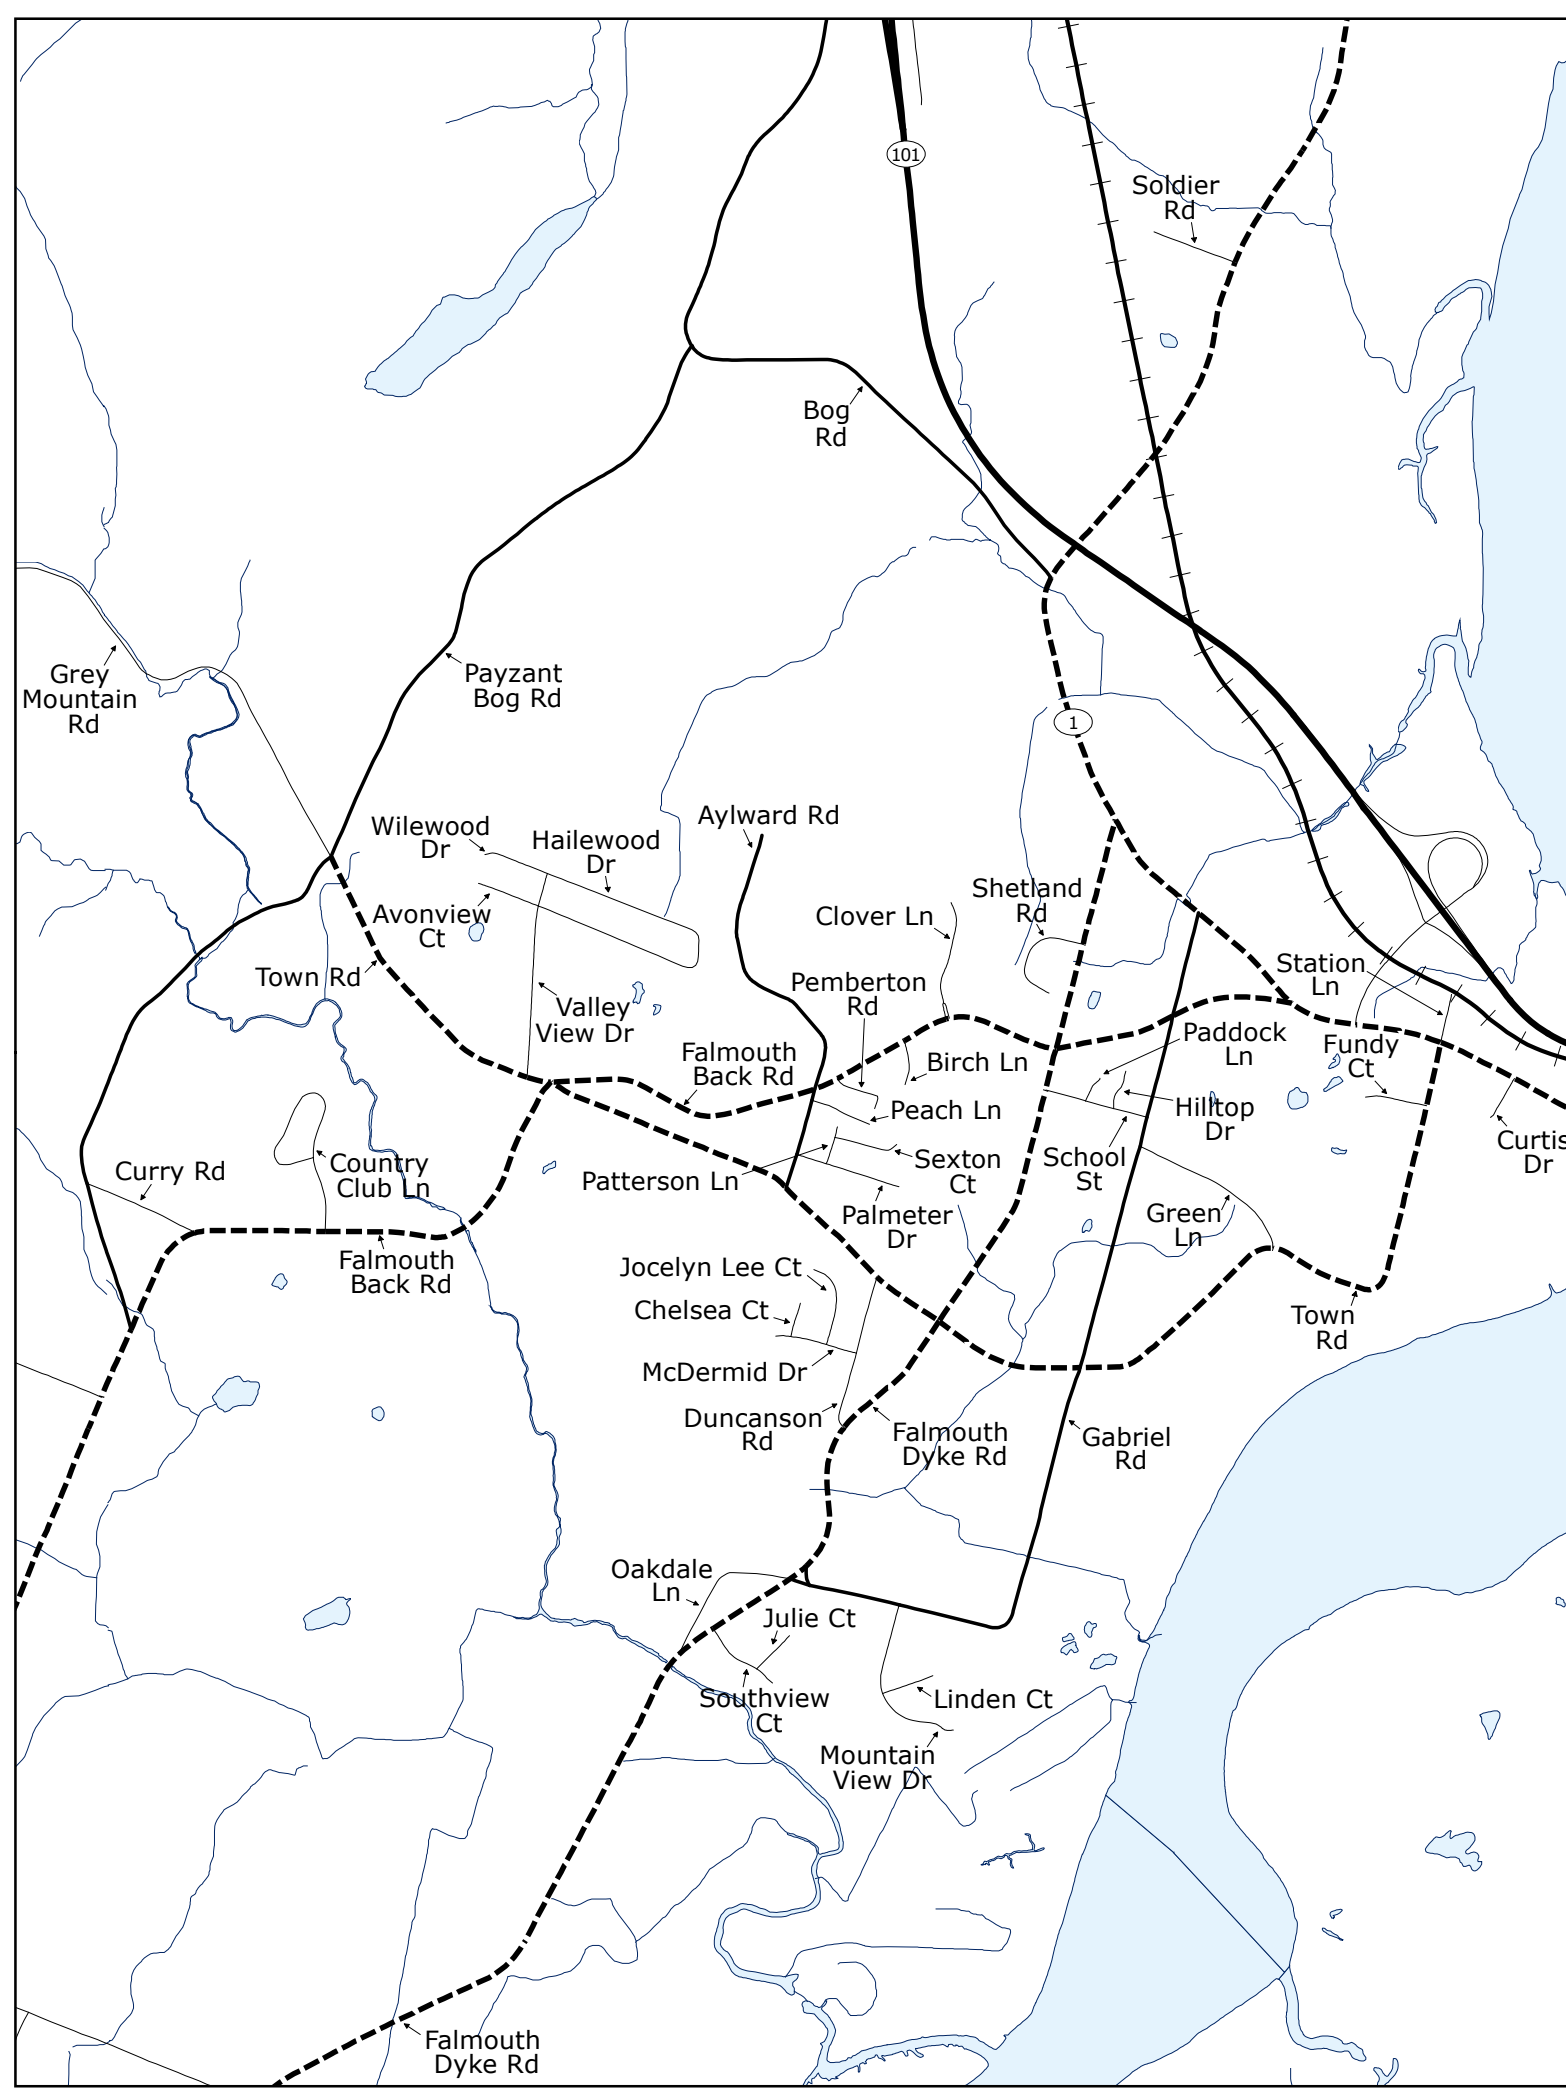 101
Soldier
Rd
Bog
Rd
Grey
Mountain
Rd
Payzant
Bog Rd
1
Wilewood
Dr
Hailewood
Dr
Aylward Rd
Avonview
Ct
Clover Ln
Shetland
Rd
Town Rd
Valley
View Dr
Pemberton
Rd
Station
Ln
Falmouth
Back Rd
Birch Ln
Paddock
Ln
Fundy
Ct
Peach Ln
Hilltop
Dr
Curtis
Dr
Curry Rd
Country
Club Ln
Patterson Ln
Sexton
Ct
School
St
Palmeter
Dr
Green
Ln
Falmouth
Back Rd
Jocelyn Lee Ct
Chelsea Ct
Town
Rd
McDermid Dr
Duncanson
Rd
Falmouth
Dyke Rd
Gabriel
Rd
Oakdale
Ln
Julie Ct
Southview
Ct
Linden Ct
Mountain
View Dr
Falmouth
Dyke Rd